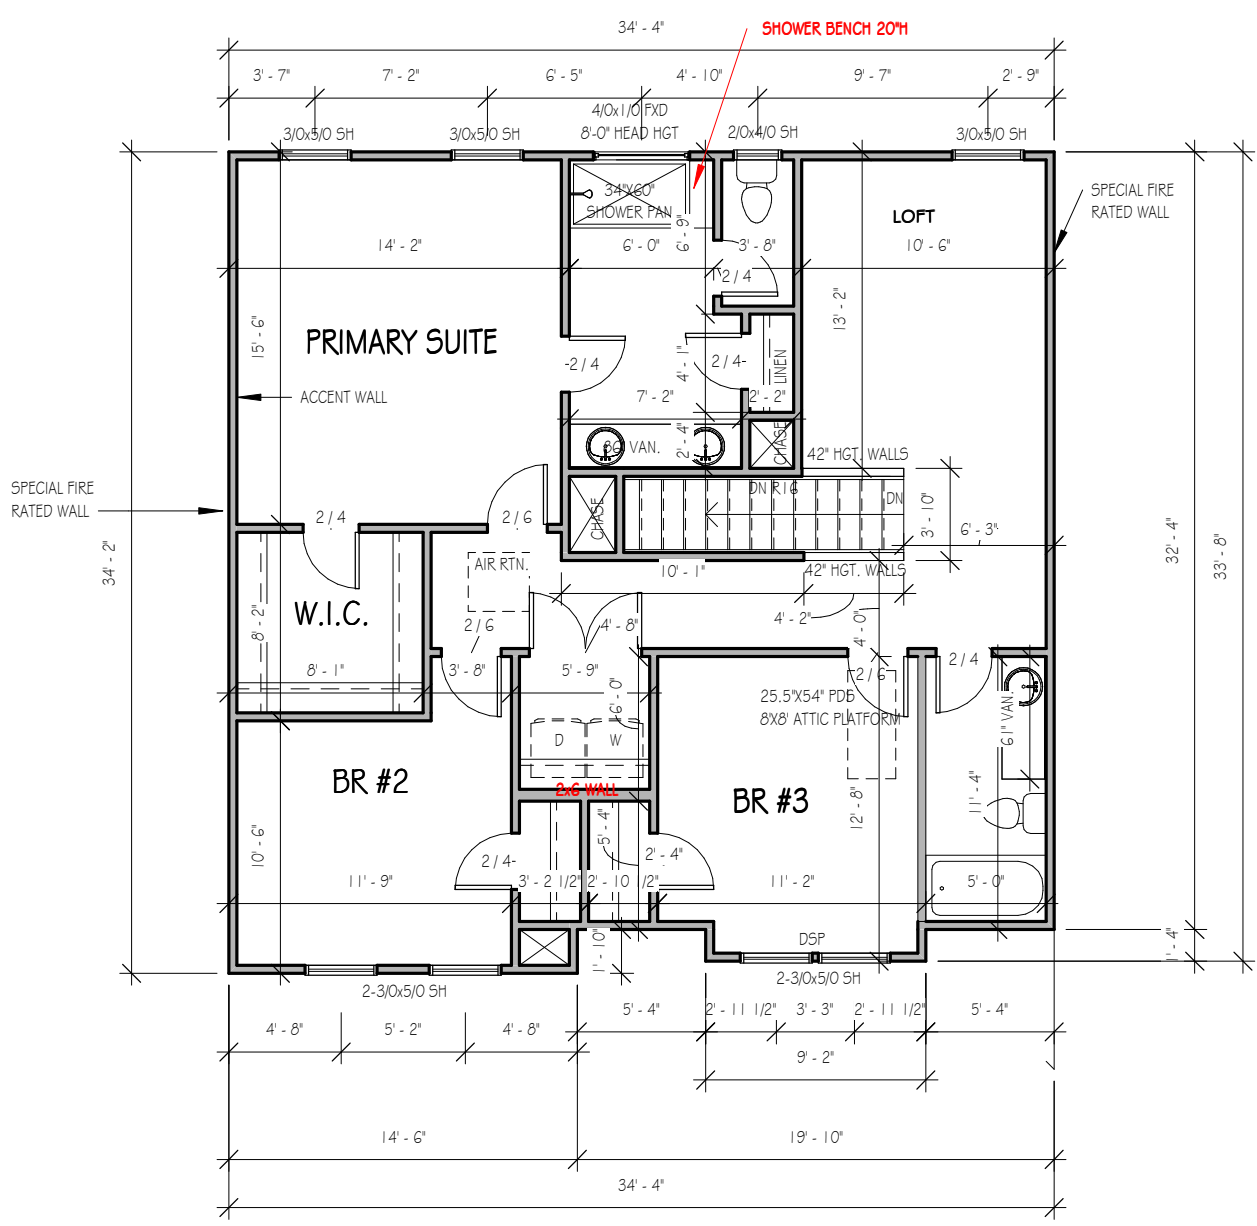 34' - 4"
SHOWER BENCH 20"H
3' - 7"
7' - 2"
6' - 5"
4' - 10"
9' - 7"
2' - 9"
4/0x1/0 FXD
8'-0" HEAD HGT
3/0x5/0 SH
3/0x5/0 SH
2/0x4/0 SH
3/0x5/0 SH
34"X60"
SHOWER PAN
SPECIAL FIRE
RATED WALL
LOFT
14' - 2"
6' - 0"
6' - 9"
3' - 8"
10' - 6"
2 / 4
13' - 2"
15' - 6"
PRIMARY SUITE
-2 / 4
4' - 1"
2 / 4-
LINEN
ACCENT WALL
7' - 2"
2' - 2"
VAN.
2' - 4"
CHASE
42" HGT. WALLS
SPECIAL FIRE
RATED WALL
DN R16
DN
2 / 4
2 / 6
CHASE
3' - 10"
6' - 3"
32' - 4"
33' - 8"
34' - 2"
AIR RTN.
10' - 1"
42" HGT. WALLS
W.I.C.
8' - 2"
2 / 6
4' - 8"
4' - 2"
4' - 0"
8' - 1"
3' - 8"
5' - 9"
2 / 6
2 / 4
6' - 0"
25.5"X54" PDS
8'X8' ATTIC PLATFORM
61" VAN.
D
W
BR #2
2x6 WALL
BR #3
11' - 4"
12' - 8"
10' - 6"
5' - 4"
2 / 4-
2' - 4"
11' - 9"
3' - 2 1/2"
2' - 10 1/2"
11' - 2"
5' - 0"
1' - 10"
DSP
1' - 4"
2-3/0x5/0 SH
2-3/0x5/0 SH
4' - 8"
5' - 2"
4' - 8"
5' - 4"
2' - 11 1/2"
3' - 3"
2' - 11 1/2"
5' - 4"
9' - 2"
14' - 6"
19' - 10"
34' - 4"